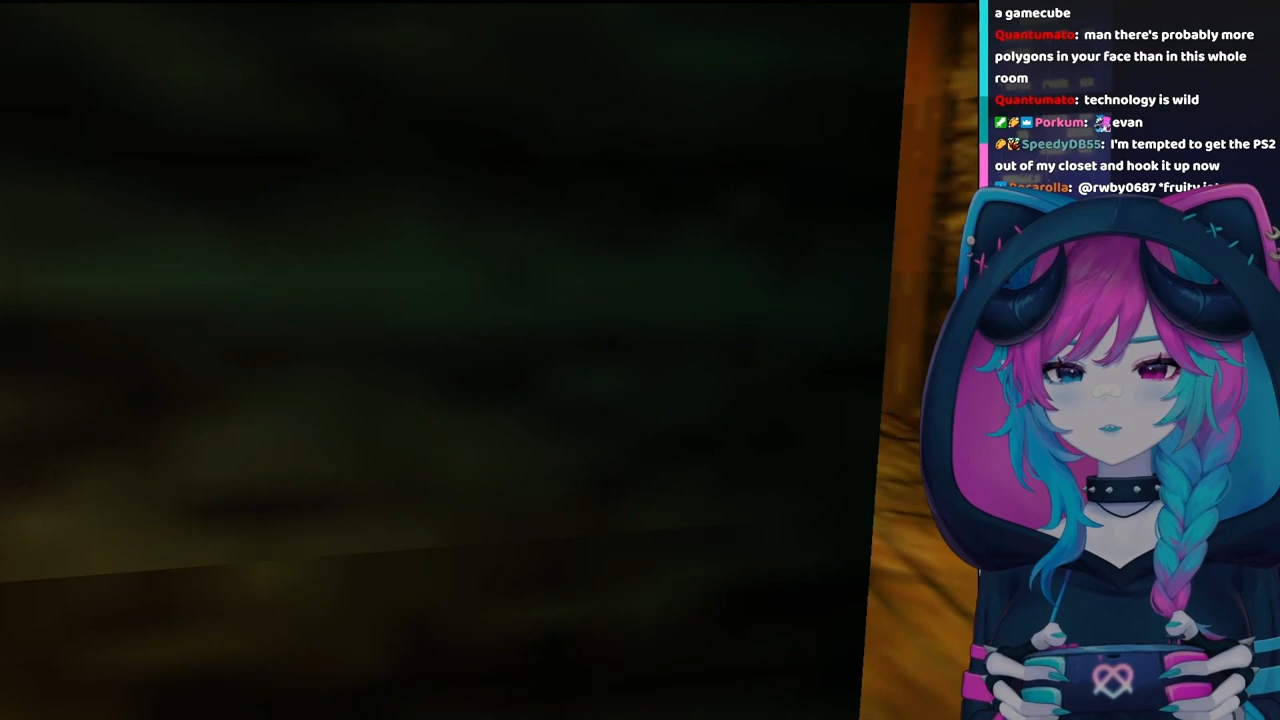 a gamecube
Quantumato: man there's probably more
polygons in your face than in this whole
room
Quantumato: technology is wild
Porkum: evan
SpeedyDB55: I'm tempted to get the PS2
out of my closet and hook it up now
@rwby0687 *fruity